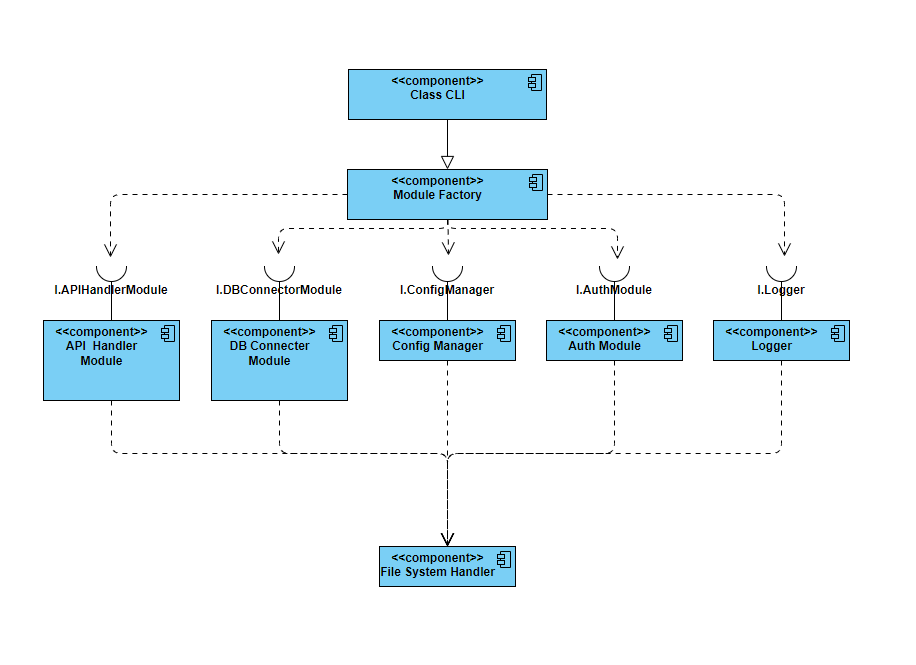 <<component>>
Class CLI
<<component>>
Module Factory
I.APIHandlerModule
I.DBConnectorModule
I.ConfigManager
I.AuthModule
I.Logger
<<component>>
API  Handler
Module
<<component>>
DB Connecter
Module
<<component>>
Config Manager
<<component>>
Auth Module
<<component>>
Logger
<<component>>
File System Handler